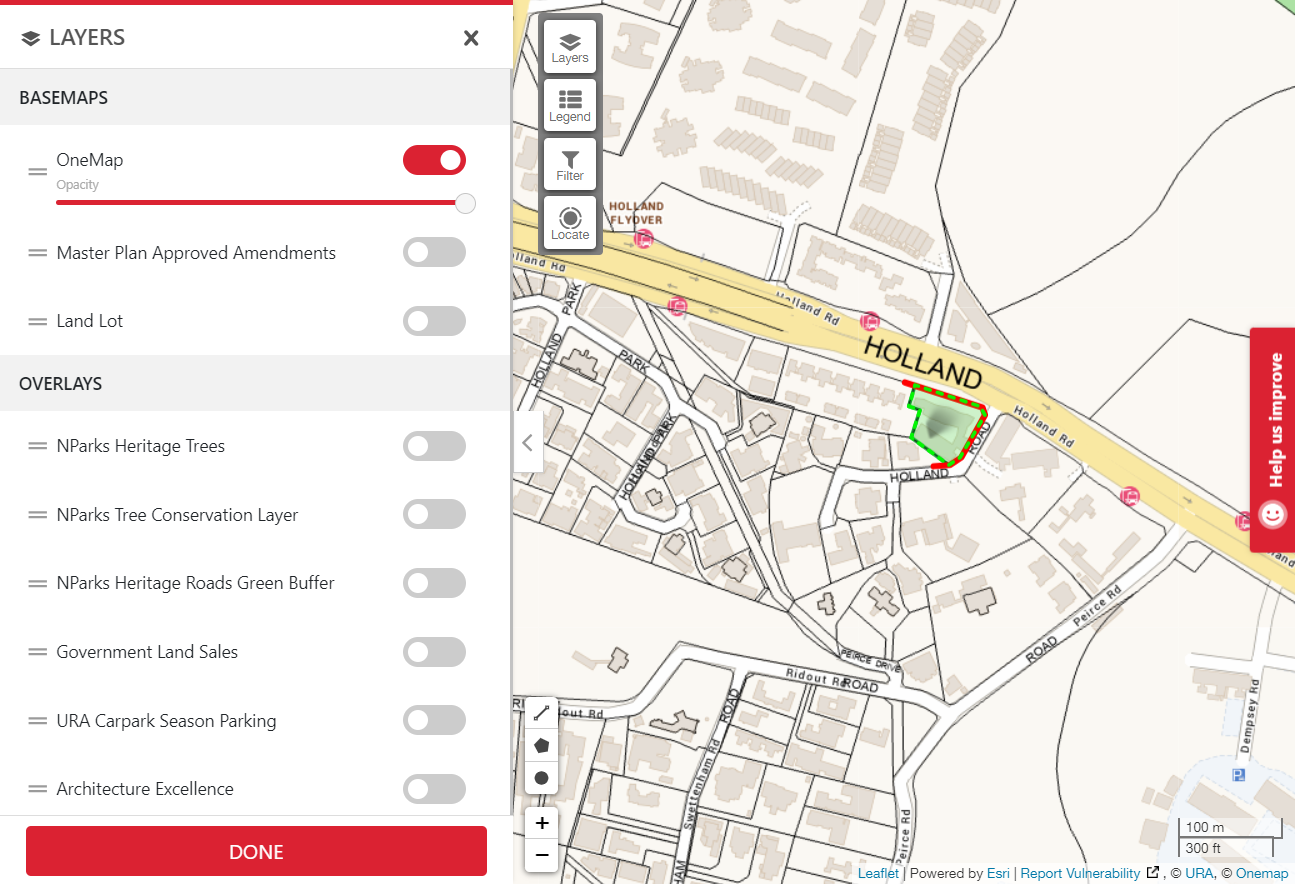 LAYERS
BASEMAPS
OneMap
Opacity
Master Plan Approved Amendments
Land Lot
OVERLAYS
NParks Heritage Trees
NParks Tree Conservation Layer
NParks Heritage Roads Green Buffer
Government Land Sales
URA Carpark Season Parking
Architecture Excellence
DONE
Layers
Legend
Filter
Locate
HOLLAND
FLYOVER
olland Rd
Holland Rd
HOLLAND
Holland Rd
PARK
HOLLAND
PARK
HOLLAND PARK
HOLLAND
ROAD
Help us improve
Peirce Rd
ROAD
PEIRCE DRIVE
Ridout Rd
ROAD
RI
dout Rd
ROAD
Swettenham Rd
HAM
Peirce Rd
Dempsey Rd
P
+
−
100 m
300 ft
Leaflet | Powered by Esri | Report Vulnerability , © URA, © Onemap